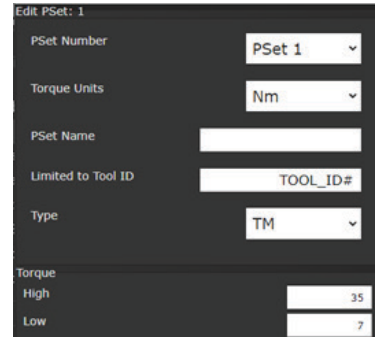 Edit PSet: 1
PSet Number PSet 1
Torque Units Nm
PSet Name
Limited to Tool ID TOOL_ID#
Type TM
Torque
High 35
Low 7